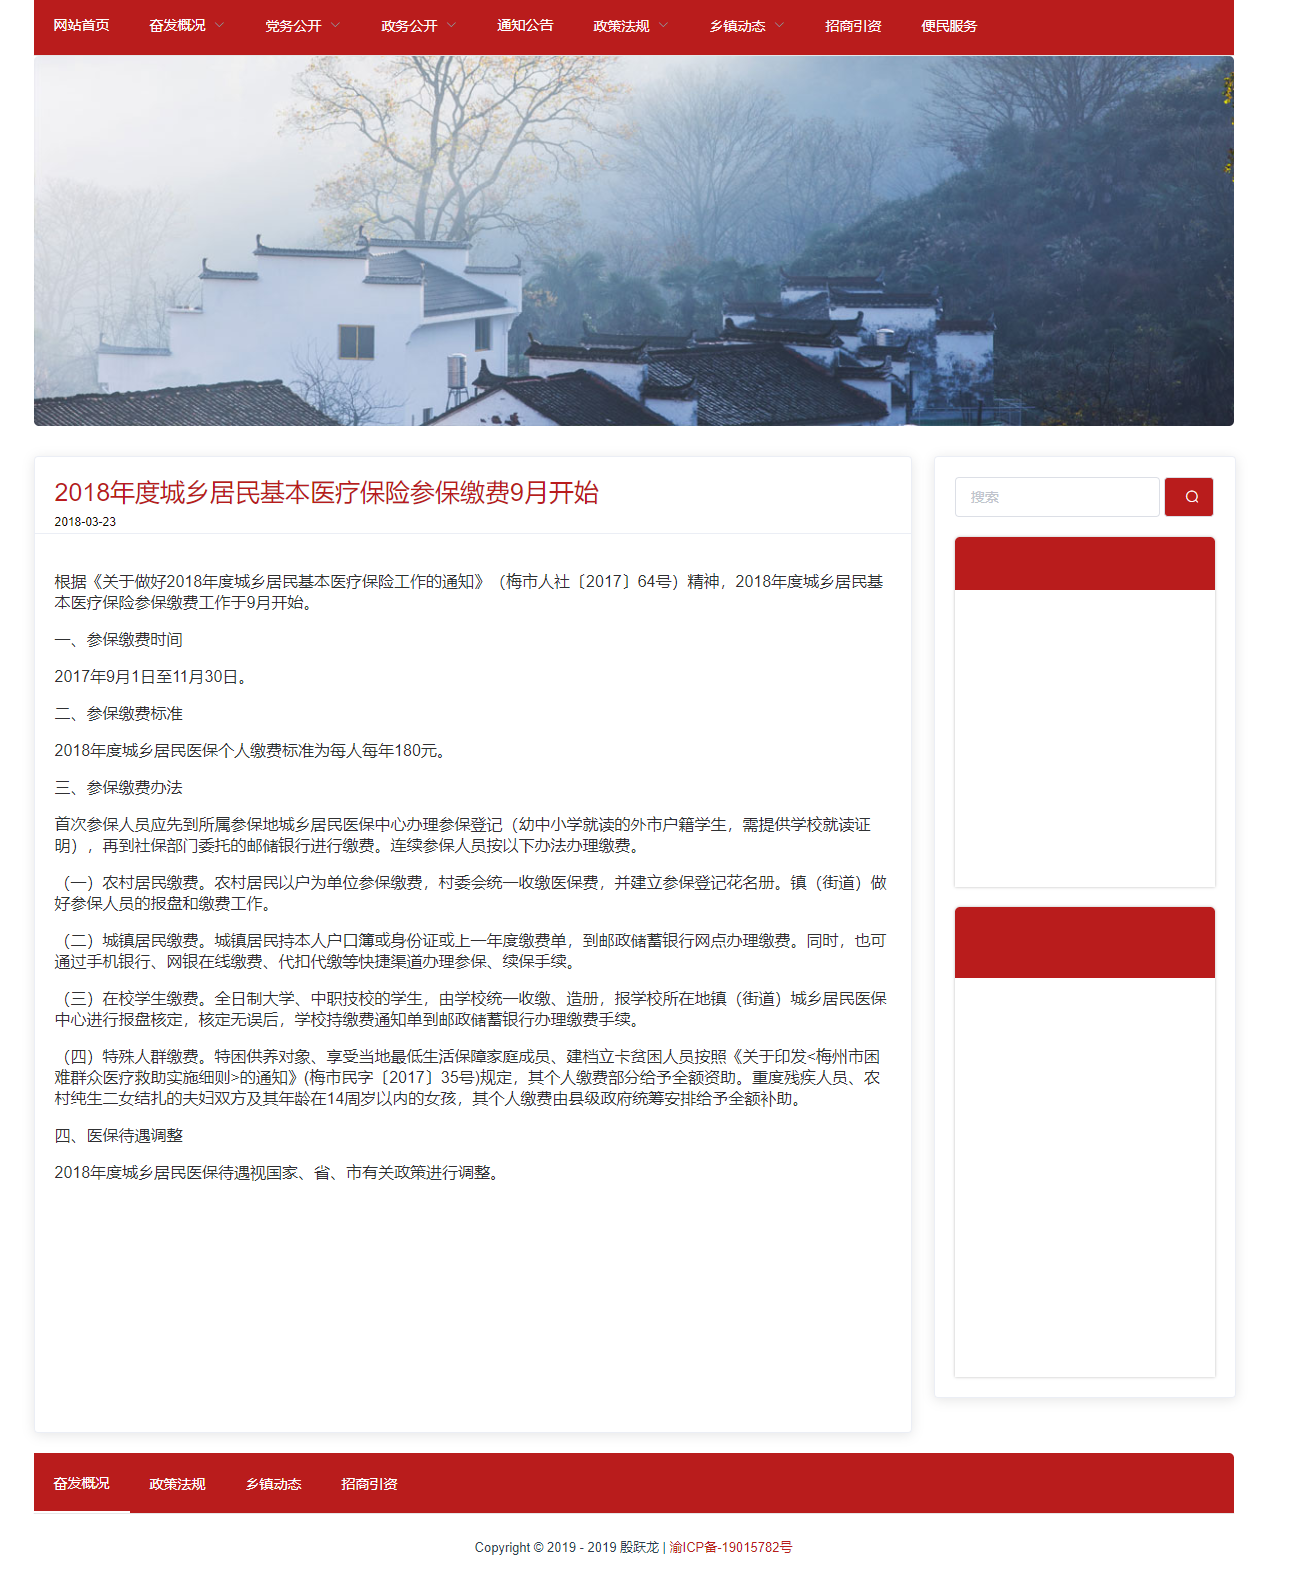 网站首页 奋发概况 党务公开 政务公开 通知公告 政策法规 乡镇动态 招商引资 便民服务
2018年度城乡居民基本医疗保险参保缴费9月开始
2018-03-23
搜索
根据《关于做好2018年度城乡居民基本医疗保险工作的通知》（梅市人社〔2017〕64号）精神，2018年度城乡居民基
本医疗保险参保缴费工作于9月开始。
一、参保缴费时间
2017年9月1日至11月30日。
二、参保缴费标准
2018年度城乡居民医保个人缴费标准为每人每年180元。
三、参保缴费办法
首次参保人员应先到所属参保地城乡居民医保中心办理参保登记（幼中小学就读的外市户籍学生，需提供学校就读证
明），再到社保部门委托的邮储银行进行缴费。连续参保人员按以下办法办理缴费。
（一）农村居民缴费。农村居民以户为单位参保缴费，村委会统一收缴医保费，并建立参保登记花名册。镇（街道）做
好参保人员的报盘和缴费工作。
（二）城镇居民缴费。城镇居民持本人户口簿或身份证或上一年度缴费单，到邮政储蓄银行网点办理缴费。同时，也可
通过手机银行、网银在线缴费、代扣代缴等快捷渠道办理参保、续保手续。
（三）在校学生缴费。全日制大学、中职技校的学生，由学校统一收缴、造册，报学校所在地镇（街道）城乡居民医保
中心进行报盘核定，核定无误后，学校持缴费通知单到邮政储蓄银行办理缴费手续。
（四）特殊人群缴费。特困供养对象、享受当地最低生活保障家庭成员、建档立卡贫困人员按照《关于印发<梅州市困
难群众医疗救助实施细则>的通知》(梅市民字〔2017〕35号)规定，其个人缴费部分给予全额资助。重度残疾人员、农
村纯生二女结扎的夫妇双方及其年龄在14周岁以内的女孩，其个人缴费由县级政府统筹安排给予全额补助。
四、医保待遇调整
2018年度城乡居民医保待遇视国家、省、市有关政策进行调整。
奋发概况 政策法规 乡镇动态 招商引资
Copyright © 2019 - 2019 殷跃龙 | 渝ICP备-19015782号